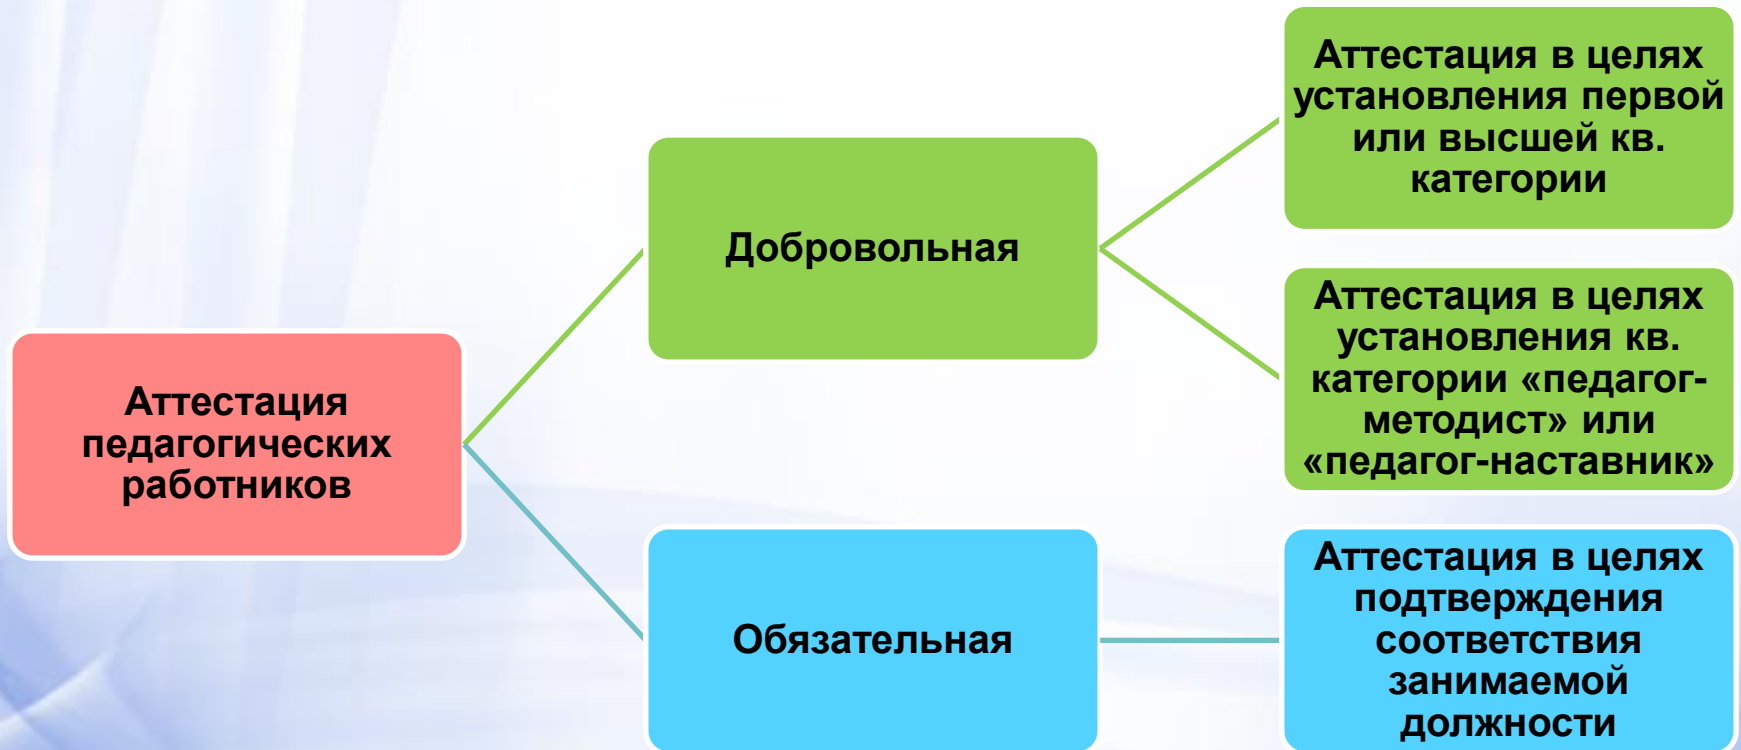 Аттестация
педагогических
работников
Добровольная
Аттестация в целях
установления первой
или высшей кв.
категории
Аттестация в целях
установления кв.
категории «педагог-
методист» или
«педагог-наставник»
Обязательная
Аттестация в целях
подтверждения
соответствия
занимаемой
должности